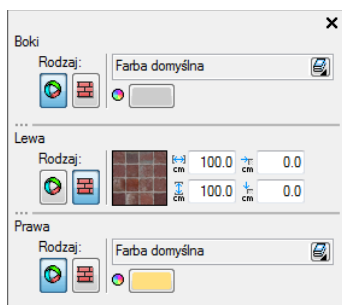 Boki
Rodzaj:
Farba domyślna
Lewa
Rodzaj:
cm 100.0 cm 0.0
cm 100.0 cm 0.0
Prawa
Rodzaj:
Farba domyślna